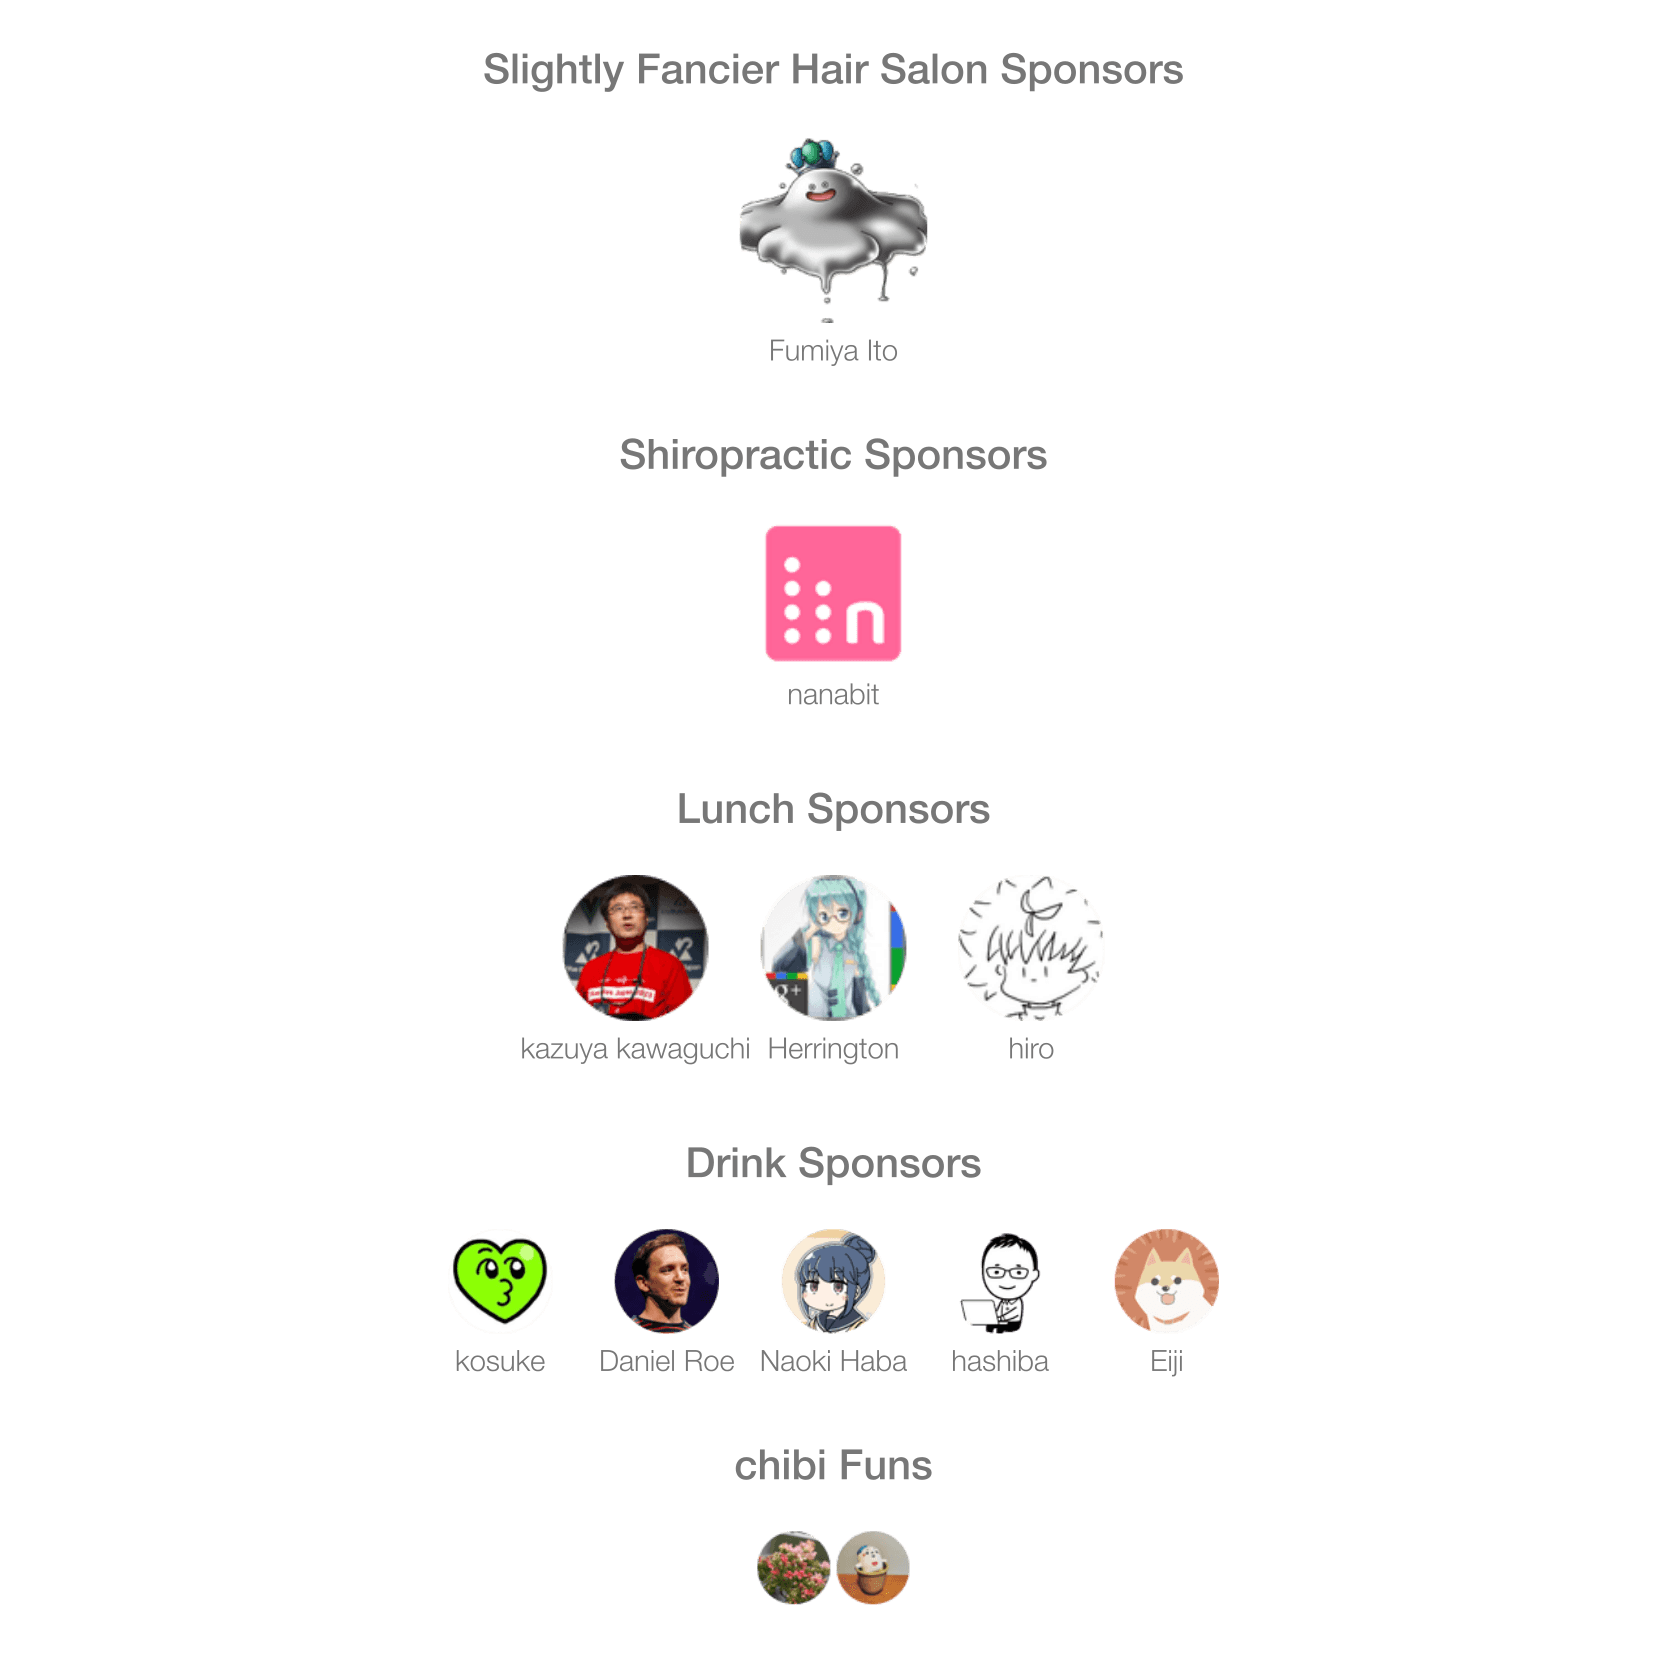 Slightly Fancier Hair Salon Sponsors
Fumiya Ito
Shiropractic Sponsors
n
nanabit
Lunch Sponsors
g+
kazuya kawaguchi Herrington hiro
Drink Sponsors
kosuke Daniel Roe Naoki Haba hashiba Eiji
chibi Funs